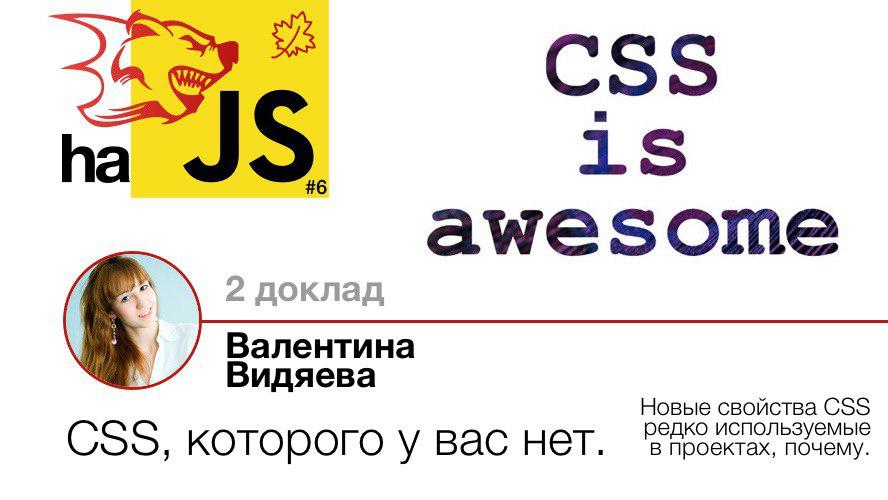 ha JS
#6
CSS
is
awesome
2 доклад
Валентина
Видяева
CSS, которого у вас нет.
Новые свойства CSS
редко используемые
в проектах, почему.